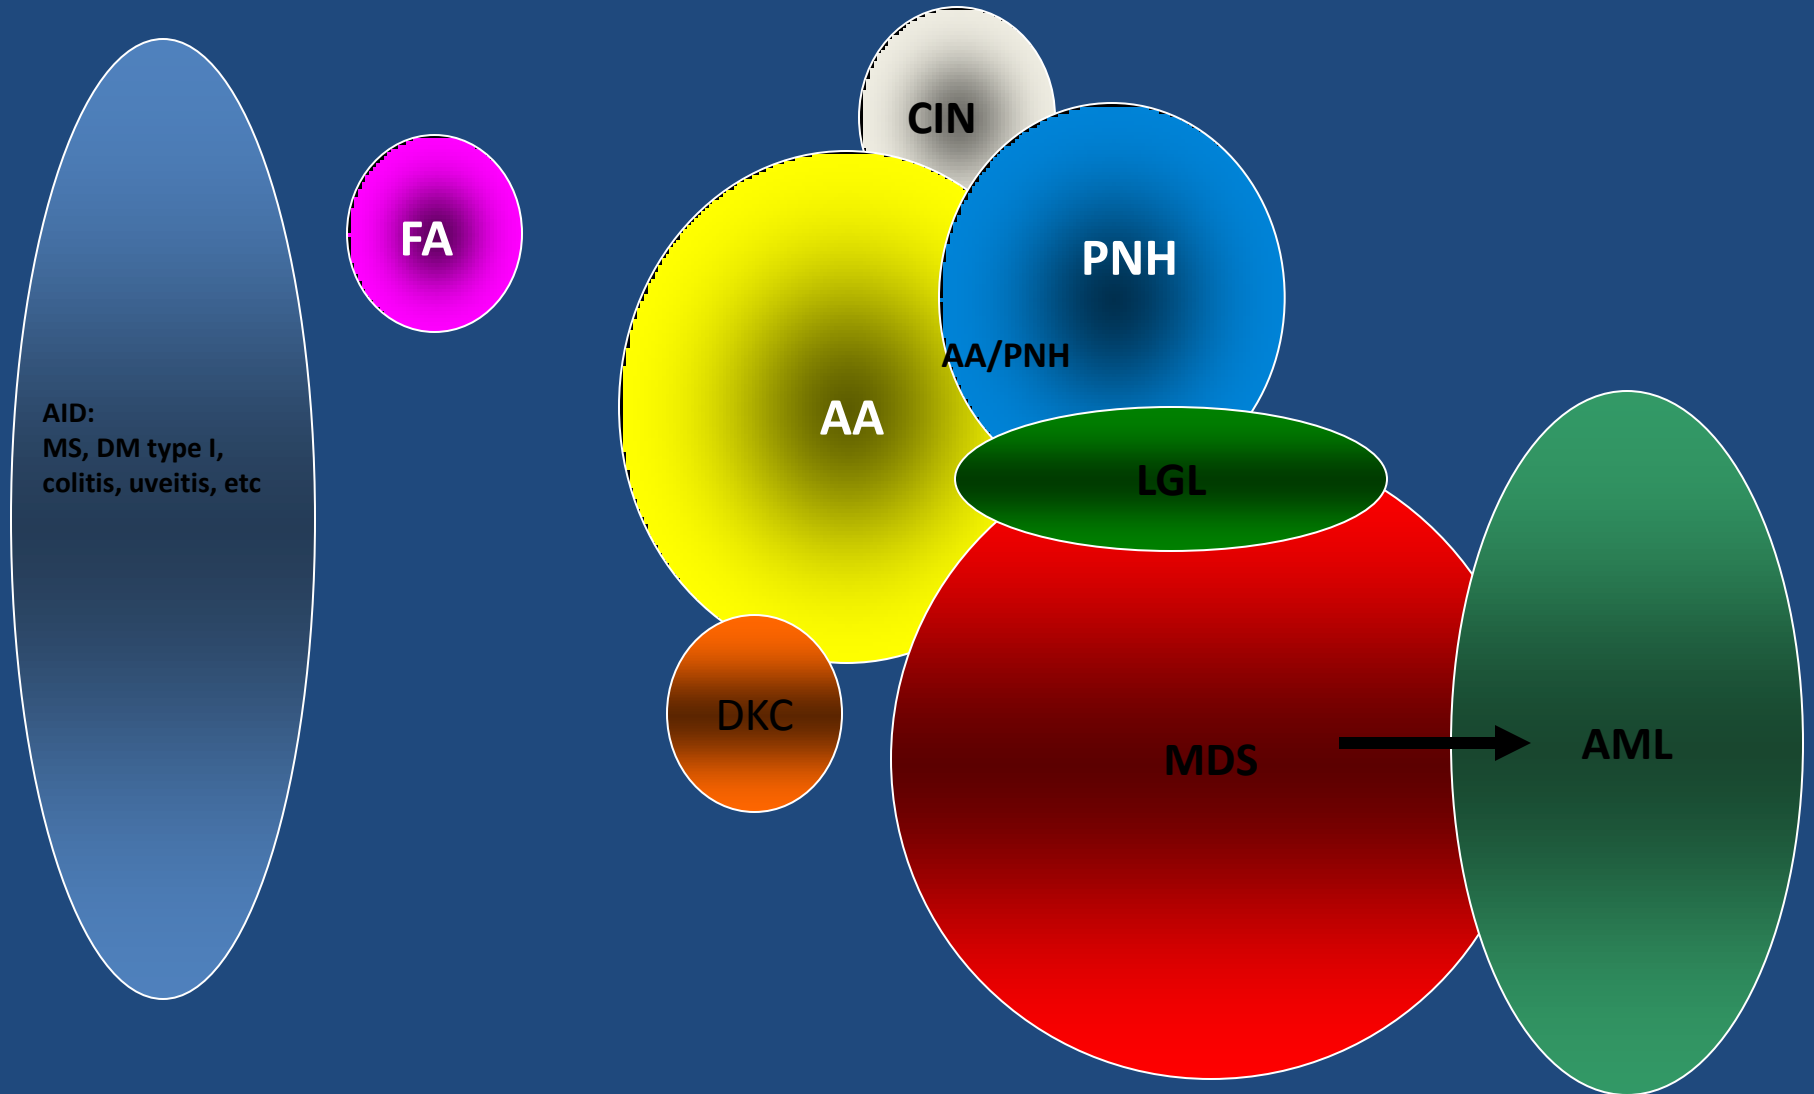 CIN
FA
PNH
AA/PNH
AA
AID:
MS, DM type I,
colitis, uveitis, etc
LGL
DKC
MDS
AML